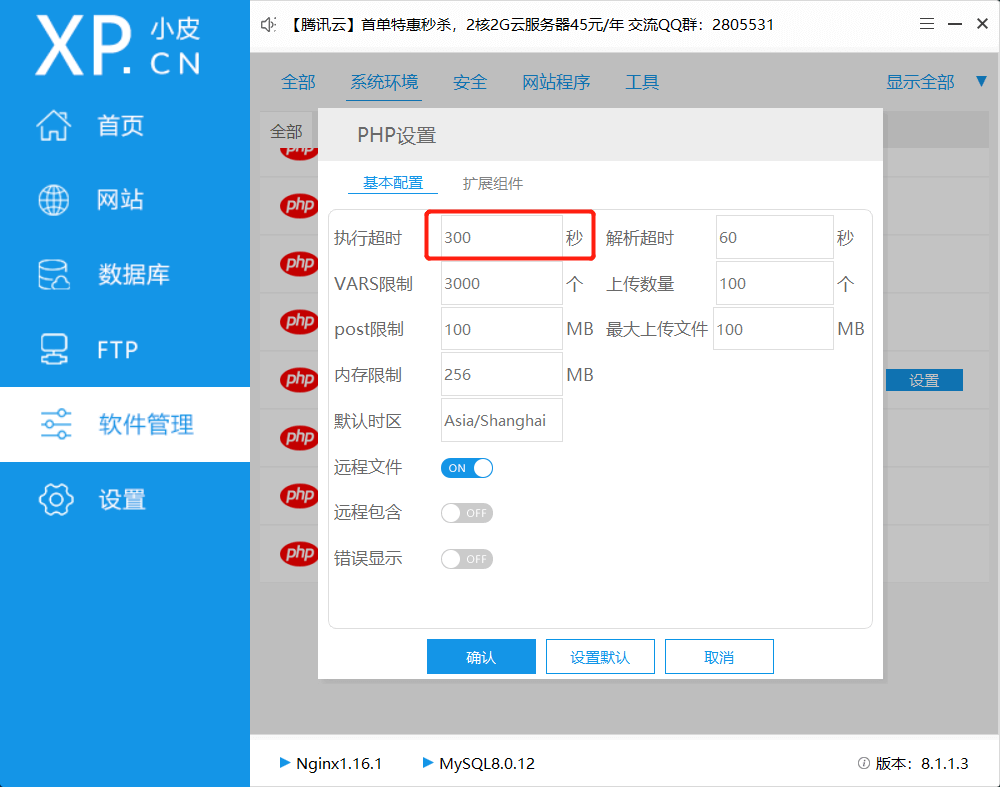 XP.CN 小皮
【腾讯云】首单特惠秒杀，2核2G云服务器45元/年 交流QQ群：2805531
首页
网站
数据库
FTP
软件管理
设置
全部 系统环境 安全 网站程序 工具 显示全部
全部
php
php
php
php
php
php
php
php
设置
PHP设置
基本配置 扩展组件
执行超时 300 秒 解析超时 60 秒
VARS限制 3000 个 上传数量 100 个
post限制 100 MB 最大上传文件 100 MB
内存限制 256 MB
默认时区 Asia/Shanghai
远程文件 ON
远程包含 OFF
错误显示 OFF
确认 设置默认 取消
Nginx1.16.1 MySQL8.0.12 版本：8.1.1.3